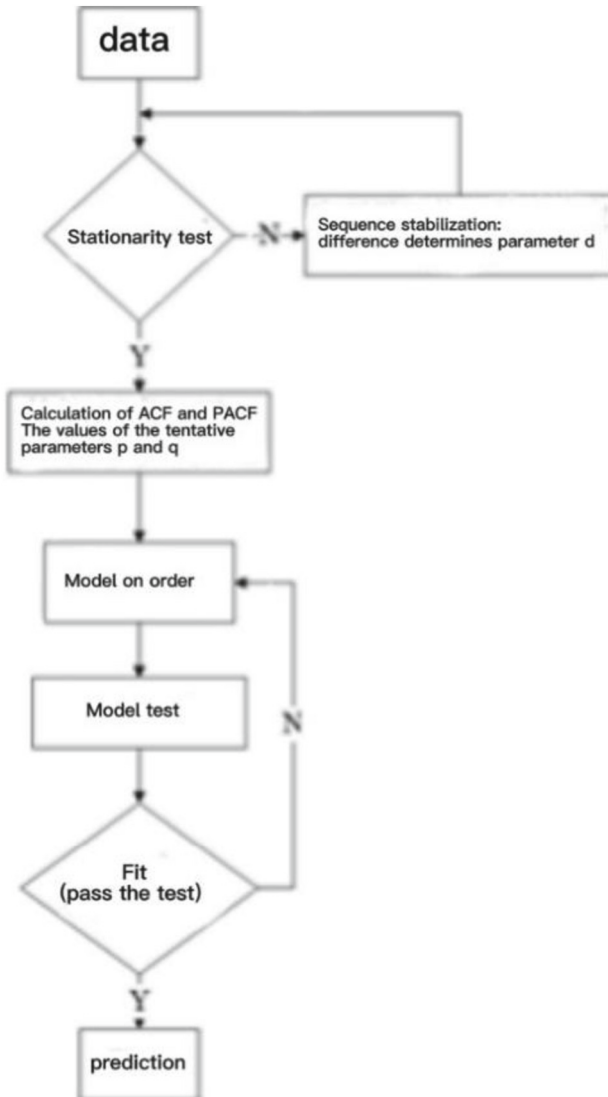 data
Stationarity test
N
Sequence stabilization:
difference determines parameter d
Y
Calculation of ACF and PACF
The values of the tentative
parameters p and q
Model on order
Model test
N
Fit
(pass the test)
Y
prediction